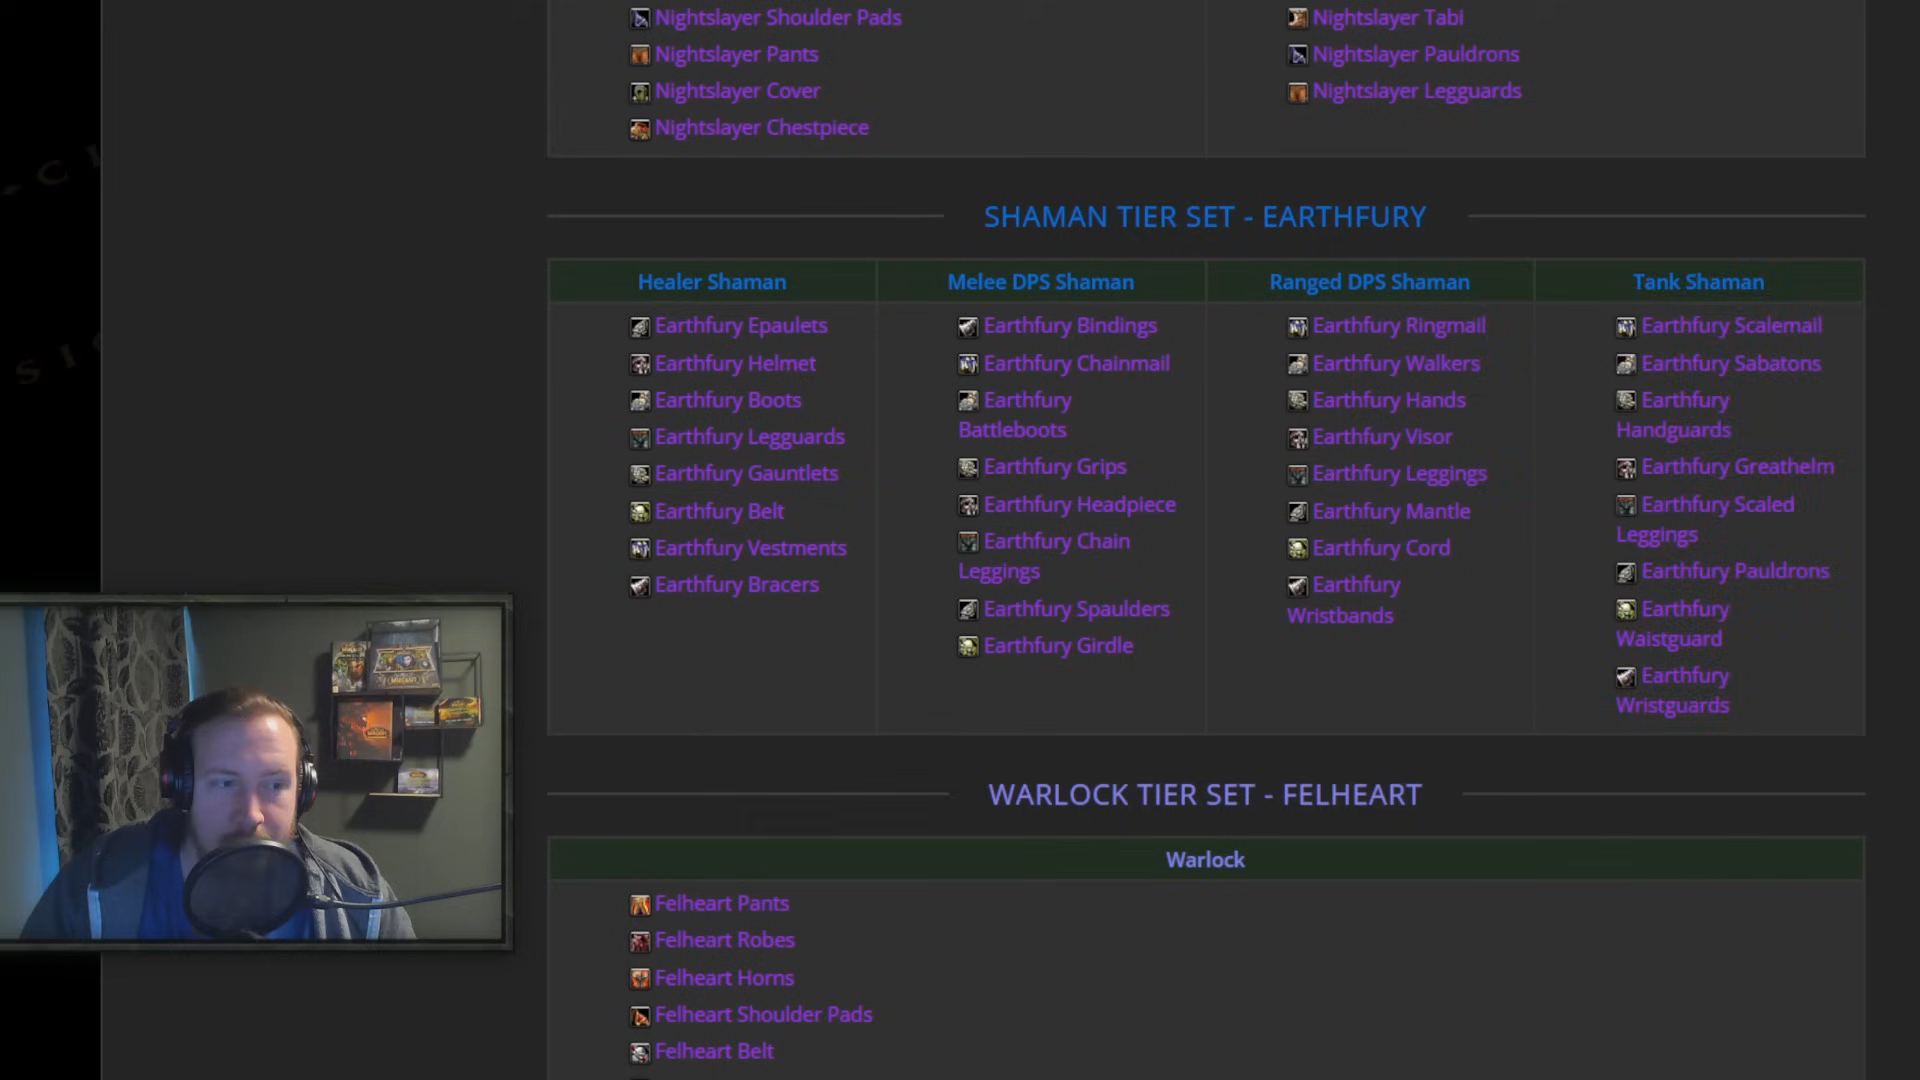 Nightslayer Shoulder Pads
Nightslayer Pants
Nightslayer Cover
Nightslayer Chestpiece
Nightslayer Tabi
Nightslayer Pauldrons
Nightslayer Legguards
SHAMAN TIER SET - EARTHFURY
Healer Shaman
Earthfury Epaulets
Earthfury Helmet
Earthfury Boots
Earthfury Legguards
Earthfury Gauntlets
Earthfury Belt
Earthfury Vestments
Earthfury Bracers
Melee DPS Shaman
Earthfury Bindings
Earthfury Chainmail
Earthfury
Battleboots
Earthfury Grips
Earthfury Headpiece
Earthfury Chain
Leggings
Earthfury Spaulders
Earthfury Girdle
Ranged DPS Shaman
Earthfury Ringmail
Earthfury Walkers
Earthfury Hands
Earthfury Visor
Earthfury Leggings
Earthfury Mantle
Earthfury Cord
Earthfury
Wristbands
Tank Shaman
Earthfury Scalemail
Earthfury Sabatons
Earthfury
Handguards
Earthfury Greathelm
Earthfury Scaled
Leggings
Earthfury Pauldrons
Earthfury
Waistguard
Earthfury
Wristguards
WARLOCK TIER SET - FELHEART
Warlock
Felheart Pants
Felheart Robes
Felheart Horns
Felheart Shoulder Pads
Felheart Belt